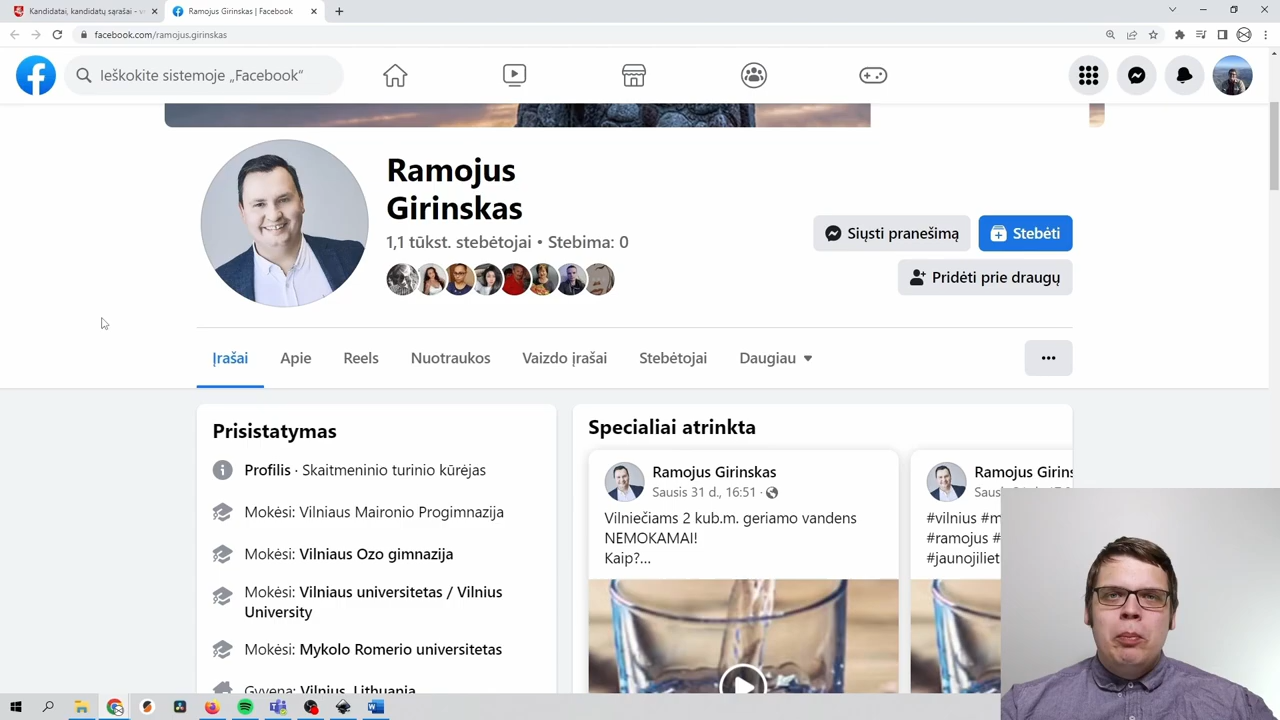 Kandidatai, kandidatų sąrašai - v
Ramojus Girinskas | Facebook
facebook.com/ramojus.girinskas
Ieškokite sistemoje „Facebook“
Ramojus
Girinskas
1,1 tūkst. stebėtojai • Stebima: 0
Siųsti pranešimą
Stebėti
Pridėti prie draugų
Įrašai
Apie
Reels
Nuotraukos
Vaizdo įrašai
Stebėtojai
Daugiau
Prisistatymas
Profilis · Skaitmeninio turinio kūrėjas
Mokėsi: Vilniaus Maironio Progimnazija
Mokėsi: Vilniaus Ozo gimnazija
Mokėsi: Vilniaus universitetas / Vilnius
University
Mokėsi: Mykolo Romerio universitetas
Gyvena: Vilnius, Lithuania
Specialiai atrinkta
Ramojus Girinskas
Sausis 31 d., 16:51 ·
Vilniečiams 2 kub.m. geriamo vandens
NEMOKAMAI!
Kaip?...
Ramojus Girins
Saus
#vilnius #m
#ramojus #
#jaunojiliet